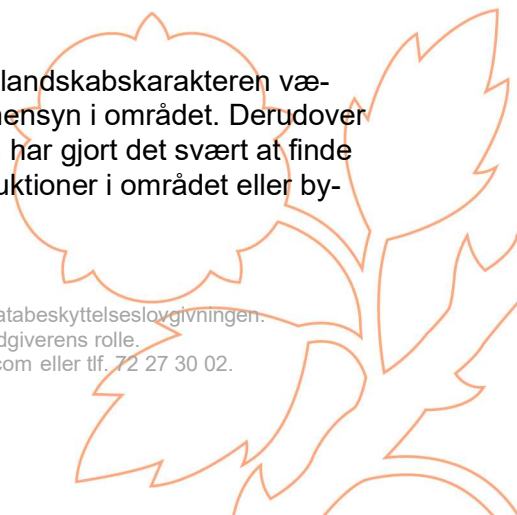 landskabskarakteren væ-
hensyn i området. Derudover
har gjort det svært at finde
uktioner i området eller by-
atabeskyttelseslovgivningen.
dgiverens rolle.
com eller tlf. 72 27 30 02.